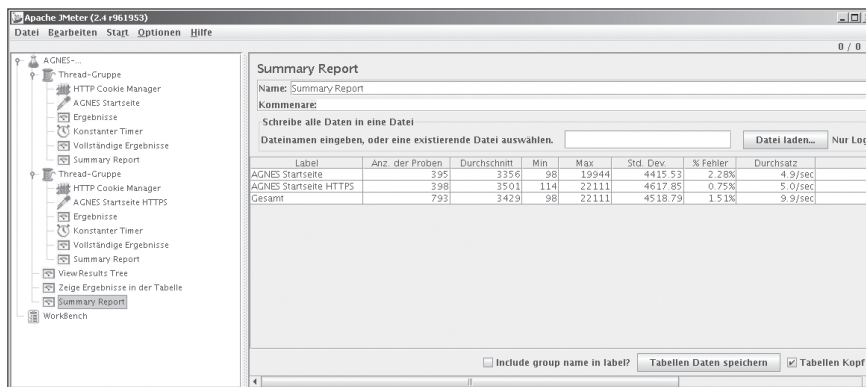 Apache JMeter (2.4 r961953)
Datei Bearbeiten Start Optionen Hilfe
0 / 0
AGNES-...
Thread-Gruppe
HTTP Cookie Manager
AGNES Startseite
Ergebnisse
Konstanter Timer
Vollständige Ergebnisse
Summary Report
Thread-Gruppe
HTTP Cookie Manager
AGNES Startseite HTTPS
Ergebnisse
Konstanter Timer
Vollständige Ergebnisse
Summary Report
View Results Tree
Zeige Ergebnisse in der Tabelle
Summary Report
WorkBench
Summary Report
Name: Summary Report
Kommenare:
Schreibe alle Daten in eine Datei
Dateinamen eingeben, oder eine existierende Datei auswählen. Datei laden... Nur Log
Label Anz. der Proben Durchschnitt Min Max Std. Dev. % Fehler Durchsatz
AGNES Startseite 395 3356 98 19944 4415.53 2.28% 4.9/sec
AGNES Startseite HTTPS 398 3501 114 22111 4617.85 0.75% 5.0/sec
Gesamt 793 3429 98 22111 4518.79 1.51% 9.9/sec
Include group name in label? Tabellen Daten speichern Tabellen Kopf